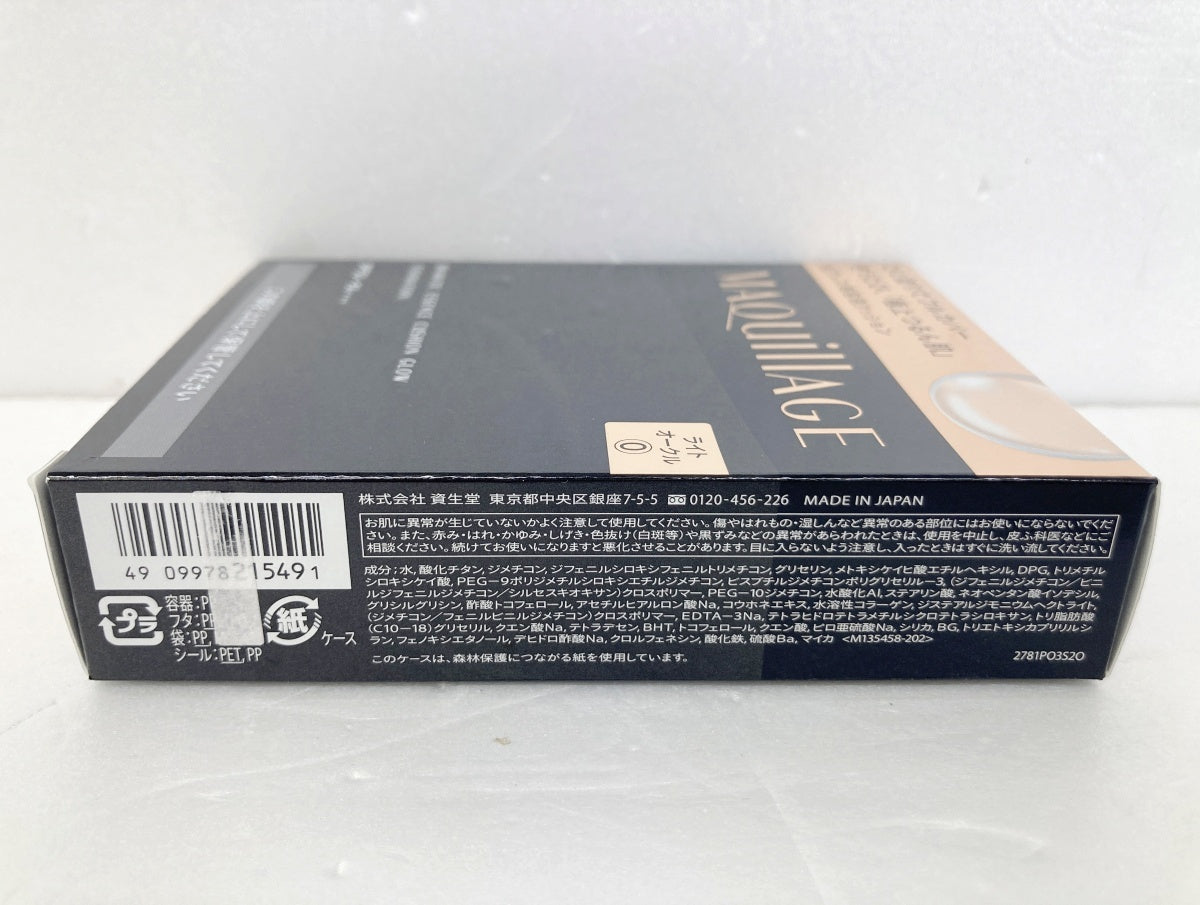 MAQuillAGE
ESSENCE CUSHION GLOW
ライト
オークル
0
してください
株式会社 資生堂 東京都中央区銀座7-5-5 0120-456-226 MADE IN JAPAN
お肌に異常が生じていないかよく注意して使用してください。傷やはれもの・湿しんなど異常のある部位にはお使いにならないでくだ
さい。また、赤み・はれ・かゆみ・しげき・色抜け(白斑等)や黒ずみなどの異常があらわれたときは、使用を中止し、皮ふ科医などにご
相談ください。続けてお使いになりますと悪化させることがあります。目に入らないよう注意し、入ったときはすぐに洗い流してください。
成分:水, 酸化チタン, ジメチコン, ジフェニルシロキシフェニルトリメチコン, グリセリン, メトキシケイヒ酸エチルヘキシル, DPG, トリメチル
シロキシケイ酸, PEG-9ポリジメチルシロキシエチルジメチコン, ビスブチルジメチコンポリグリセリル-3, (ジフェニルジメチコン/ビニ
ルジフェニルジメチコン/シルセスキオキサン)クロスポリマー, PEG-10ジメチコン, 水酸化Al, ステアリン酸, ネオペンタン酸イソデシル,
グリシルグリシン, 酢酸トコフェロール, アセチルヒアルロン酸Na, コウホネエキス, 水溶性コラーゲン, ジステアルジモニウムヘクトライト,
(ジメチコン/フェニルビニルジメチコン)クロスポリマー, EDTA-3Na, テトラヒドロテトラメチルシクロテトラシロキサン, トリ脂肪酸
(C10-18)グリセリル, クエン酸Na, テトラデセン, BHT, トコフェロール, クエン酸, ピロ亜硫酸Na, シリカ, BG, トリエトキシカプリリルシ
ラン, フェノキシエタノール, デヒドロ酢酸Na, クロルフェネシン, 酸化鉄, 硫酸Ba, マイカ <M135458-202>
このケースは、森林保護につながる紙を使用しています。
2781PO3S2O
49 09978215491
プラ
容器:P
フタ:P
袋:PP,
シール:PET, PP
紙
ケース